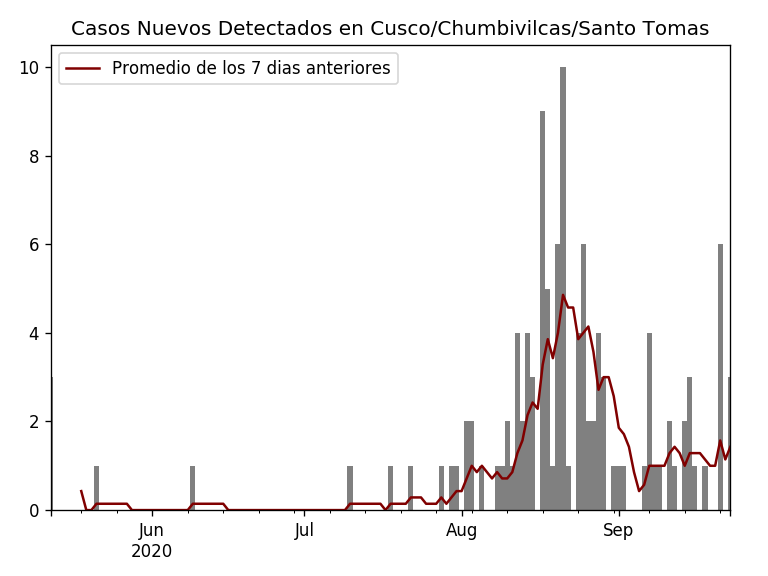 Casos Nuevos Detectados en Cusco/Chumbivilcas/Santo Tomas
Promedio de los 7 dias anteriores
10
8
6
4
2
0
Jun
2020
Jul
Aug
Sep